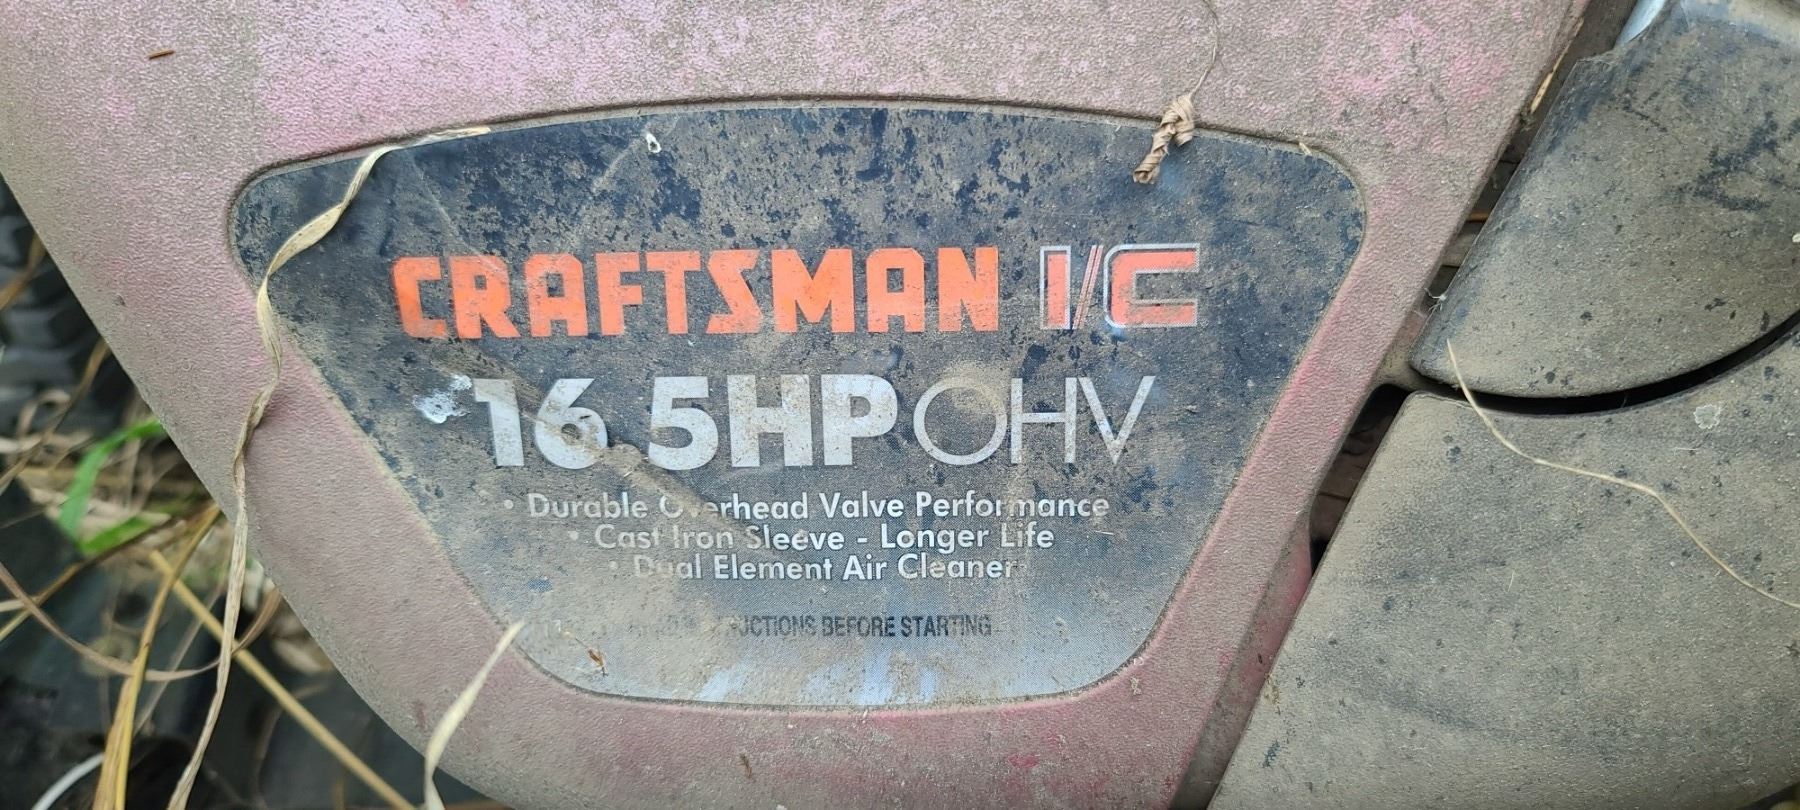 CRAFTSMAN I/C
16.5HP OHV
• Durable Overhead Valve Performance
• Cast Iron Sleeve - Longer Life
• Dual Element Air Cleaner
BEFORE STARTING